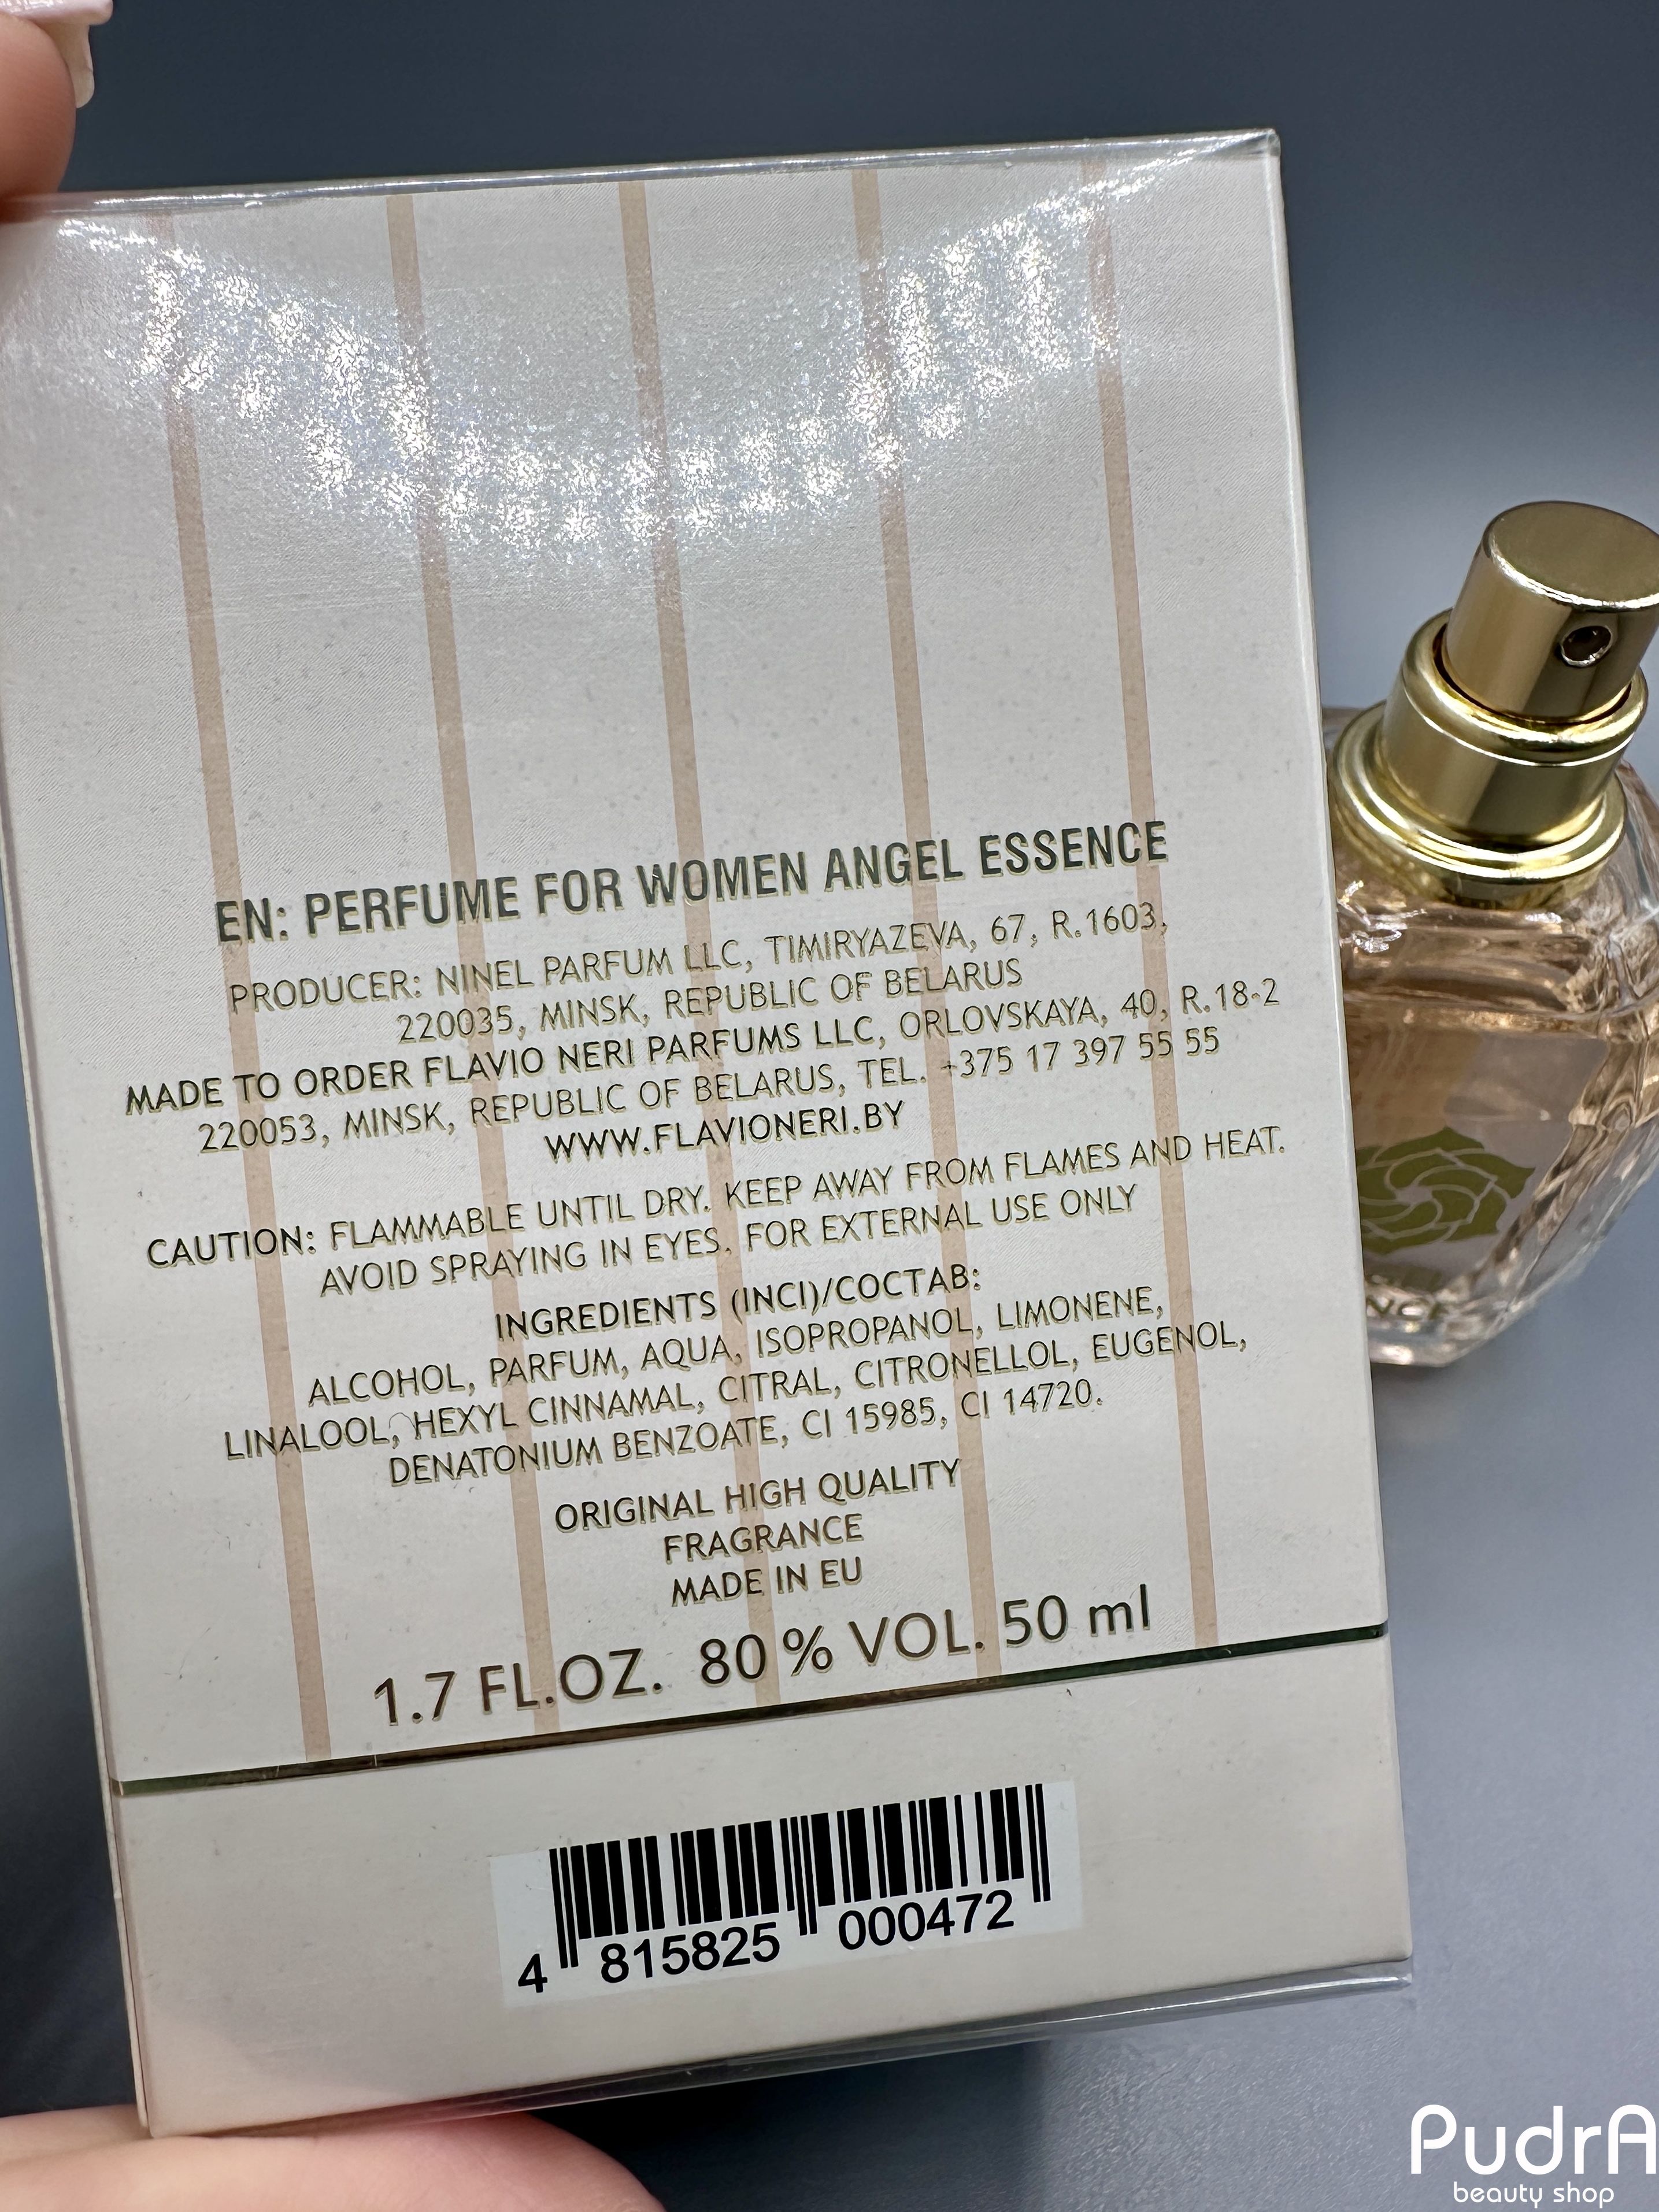 EN: PERFUME FOR WOMEN ANGEL ESSENCE
PRODUCER: NINEL PARFUM LLC, TIMIRYAZEVA, 67, R.1603,
220035, MINSK, REPUBLIC OF BELARUS
MADE TO ORDER FLAVIO NERI PARFUMS LLC, ORLOVSKAYA, 40, R.18-2
220053, MINSK, REPUBLIC OF BELARUS, TEL. +375 17 397 55 55
WWW.FLAVIONERI.BY
CAUTION: FLAMMABLE UNTIL DRY. KEEP AWAY FROM FLAMES AND HEAT.
AVOID SPRAYING IN EYES. FOR EXTERNAL USE ONLY
INGREDIENTS (INCI)/СОСТАВ:
ALCOHOL, PARFUM, AQUA, ISOPROPANOL, LIMONENE,
LINALOOL, HEXYL CINNAMAL, CITRAL, CITRONELLOL, EUGENOL,
DENATONIUM BENZOATE, CI 15985, CI 14720.
ORIGINAL HIGH QUALITY
FRAGRANCE
MADE IN EU
1.7 FL.OZ. 80 % VOL. 50 ml
4 815825 000472
PudrA
beauty shop